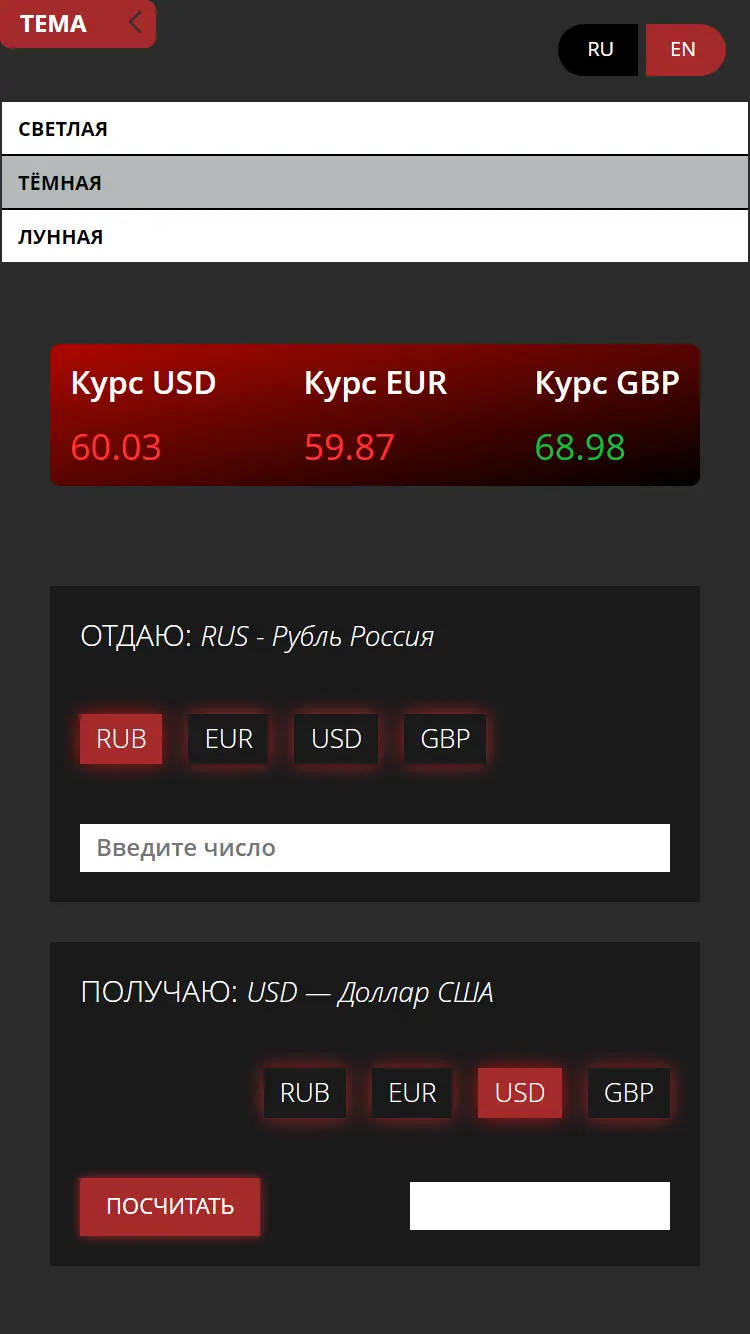 ТЕМА
RU EN
СВЕТЛАЯ
ТЁМНАЯ
ЛУННАЯ
Курс USD Курс EUR Курс GBP
60.03 59.87 68.98
ОТДАЮ: RUS - Рубль Россия
RUB EUR USD GBP
Введите число
ПОЛУЧАЮ: USD — Доллар США
RUB EUR USD GBP
ПОСЧИТАТЬ